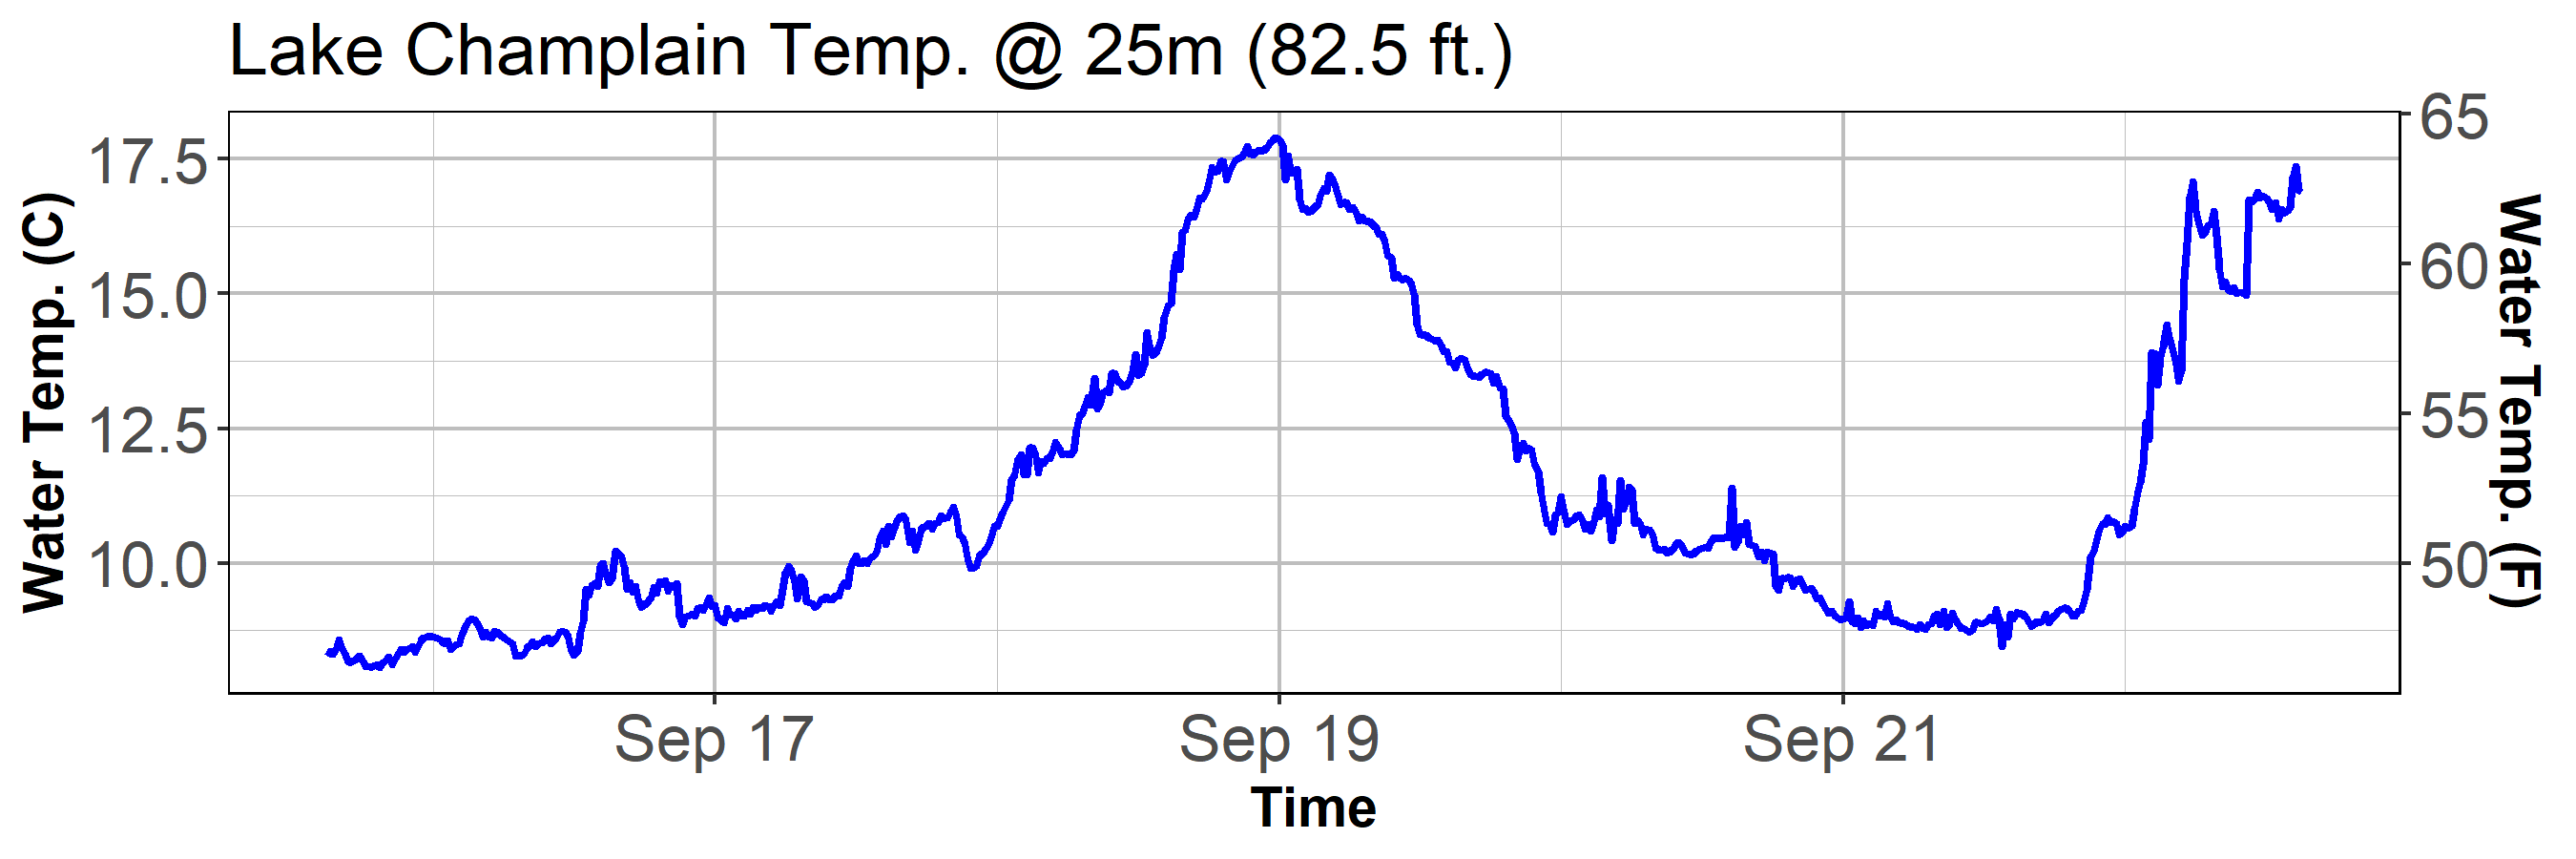 Lake Champlain Temp. @ 25m (82.5 ft.)
Water Temp. (C)
17.5
15.0
12.5
10.0
65
60
55
50
Water Temp. (F)
Sep 17 Sep 19 Sep 21
Time